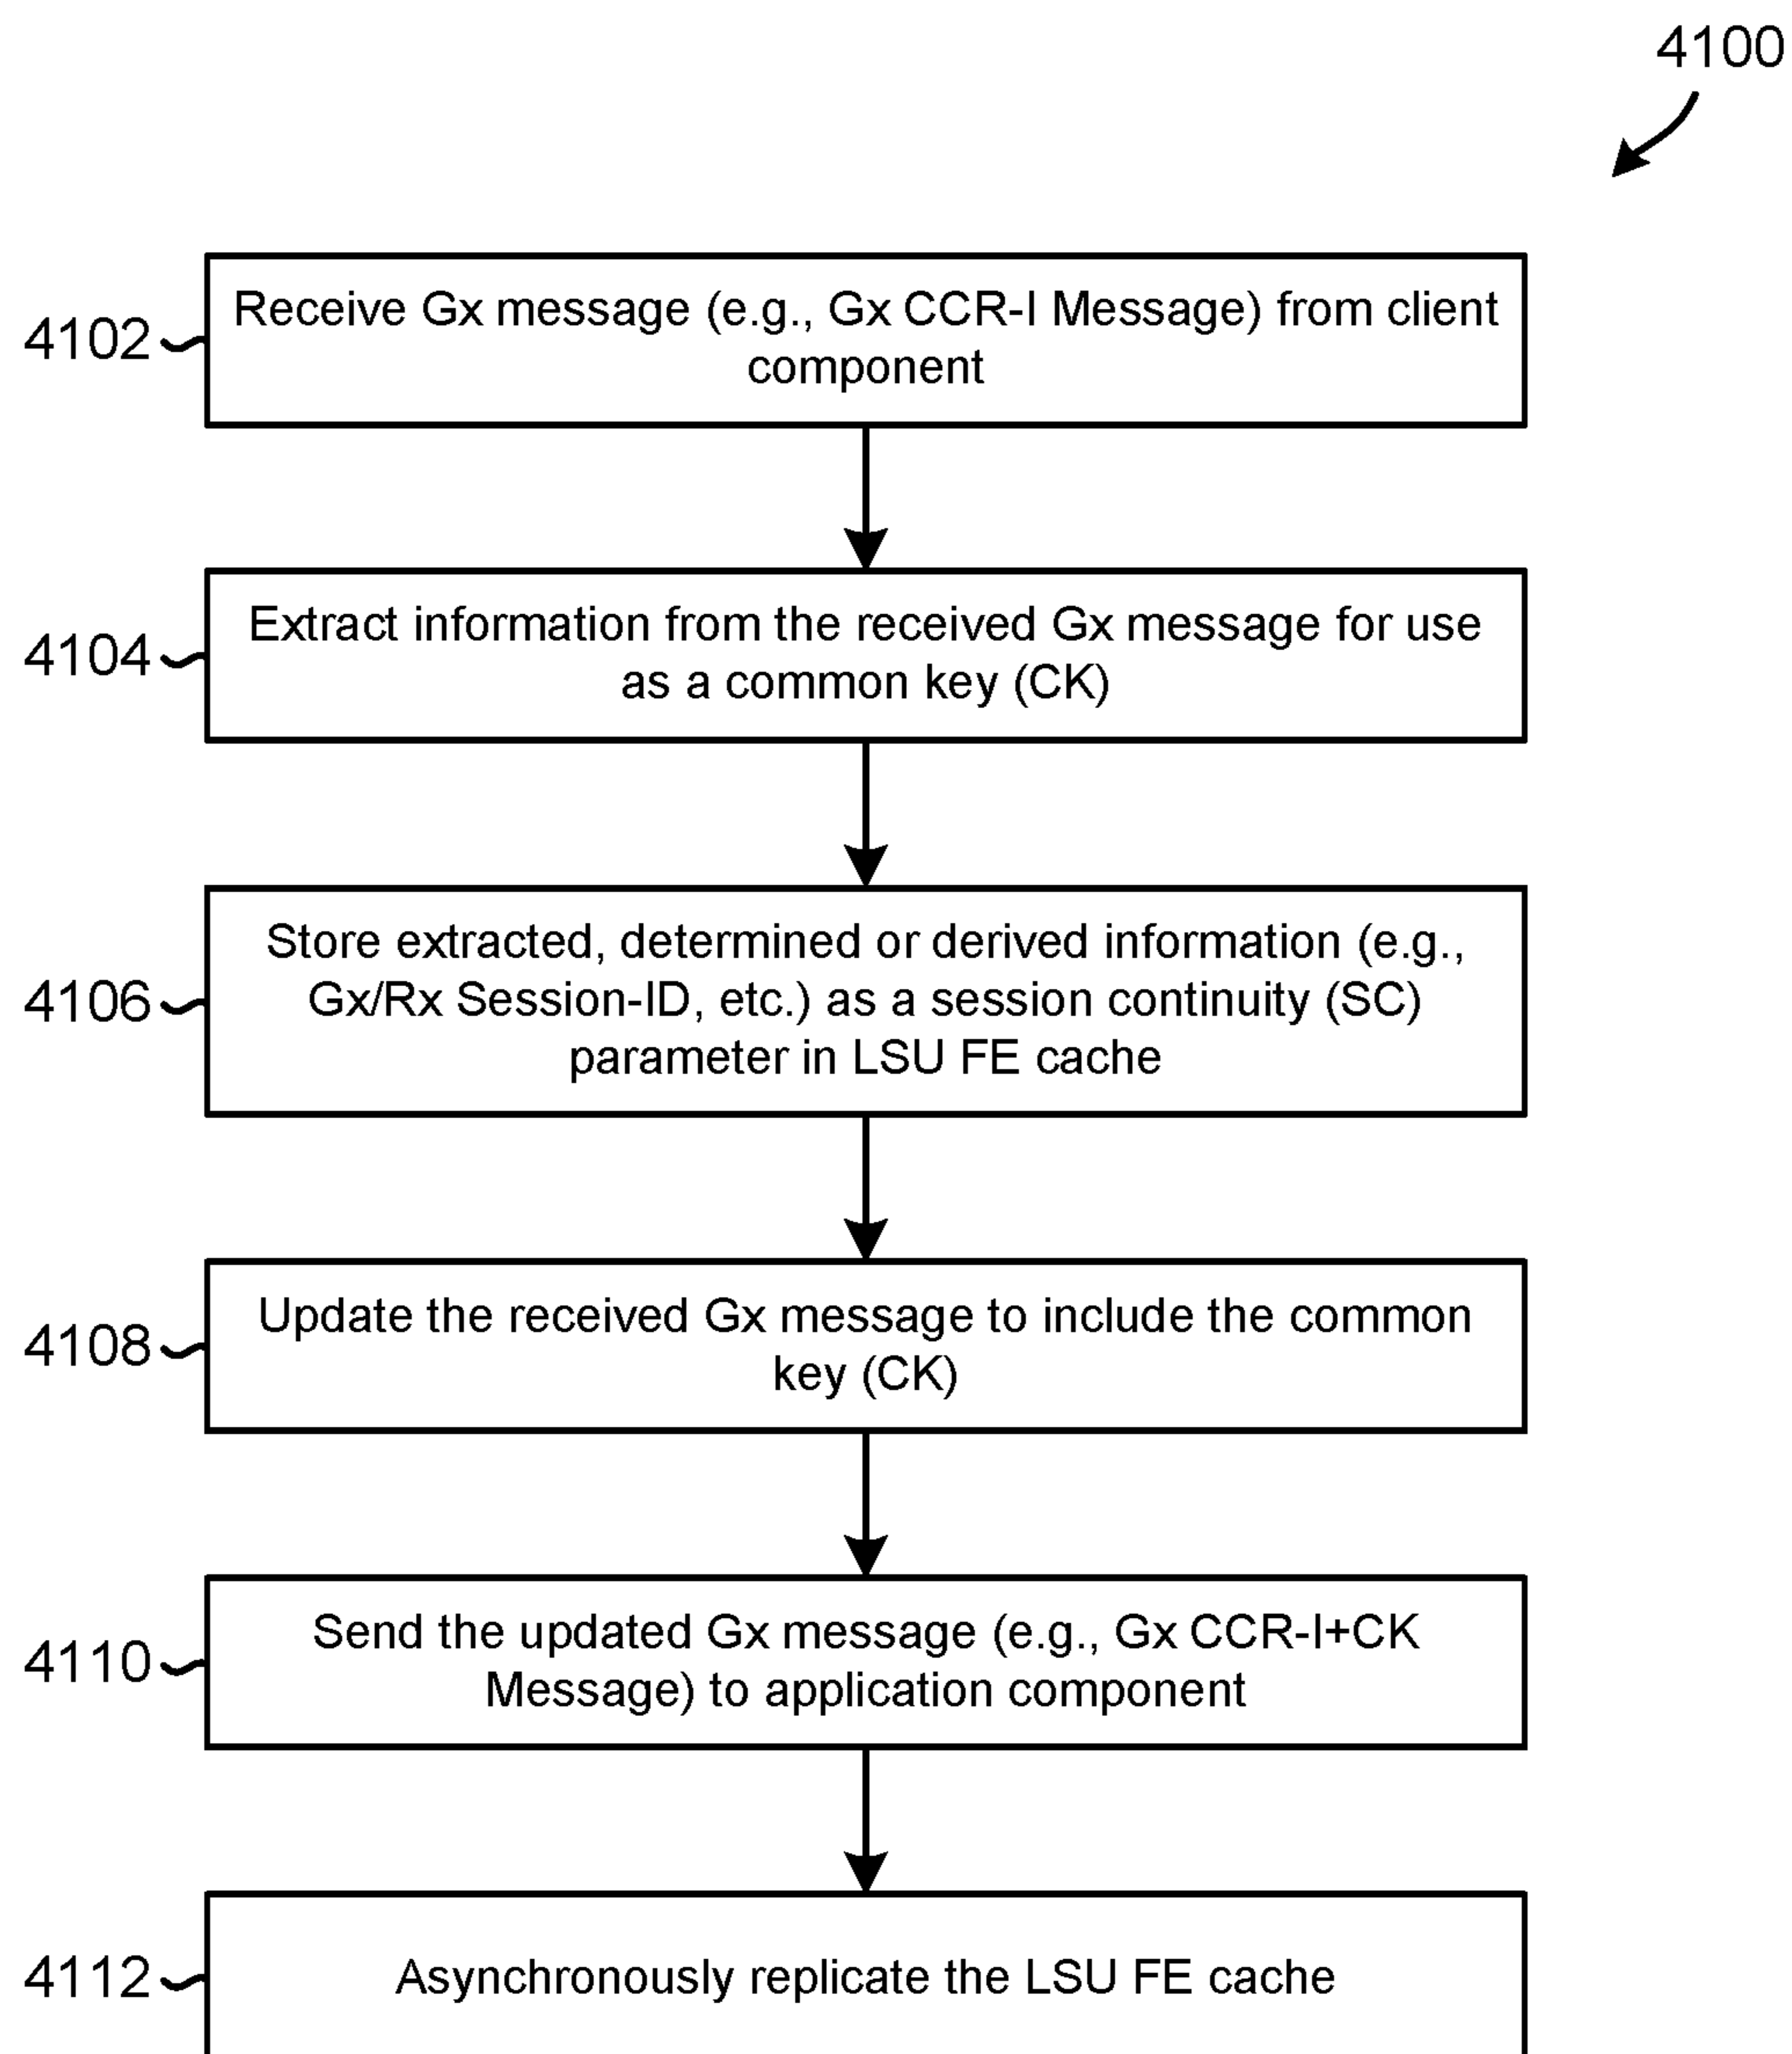 4100
4102
Receive Gx message (e.g., Gx CCR-I Message) from client
component
4104
Extract information from the received Gx message for use
as a common key (CK)
4106
Store extracted, determined or derived information (e.g.,
Gx/Rx Session-ID, etc.) as a session continuity (SC)
parameter in LSU FE cache
4108
Update the received Gx message to include the common
key (CK)
4110
Send the updated Gx message (e.g., Gx CCR-I+CK
Message) to application component
4112
Asynchronously replicate the LSU FE cache